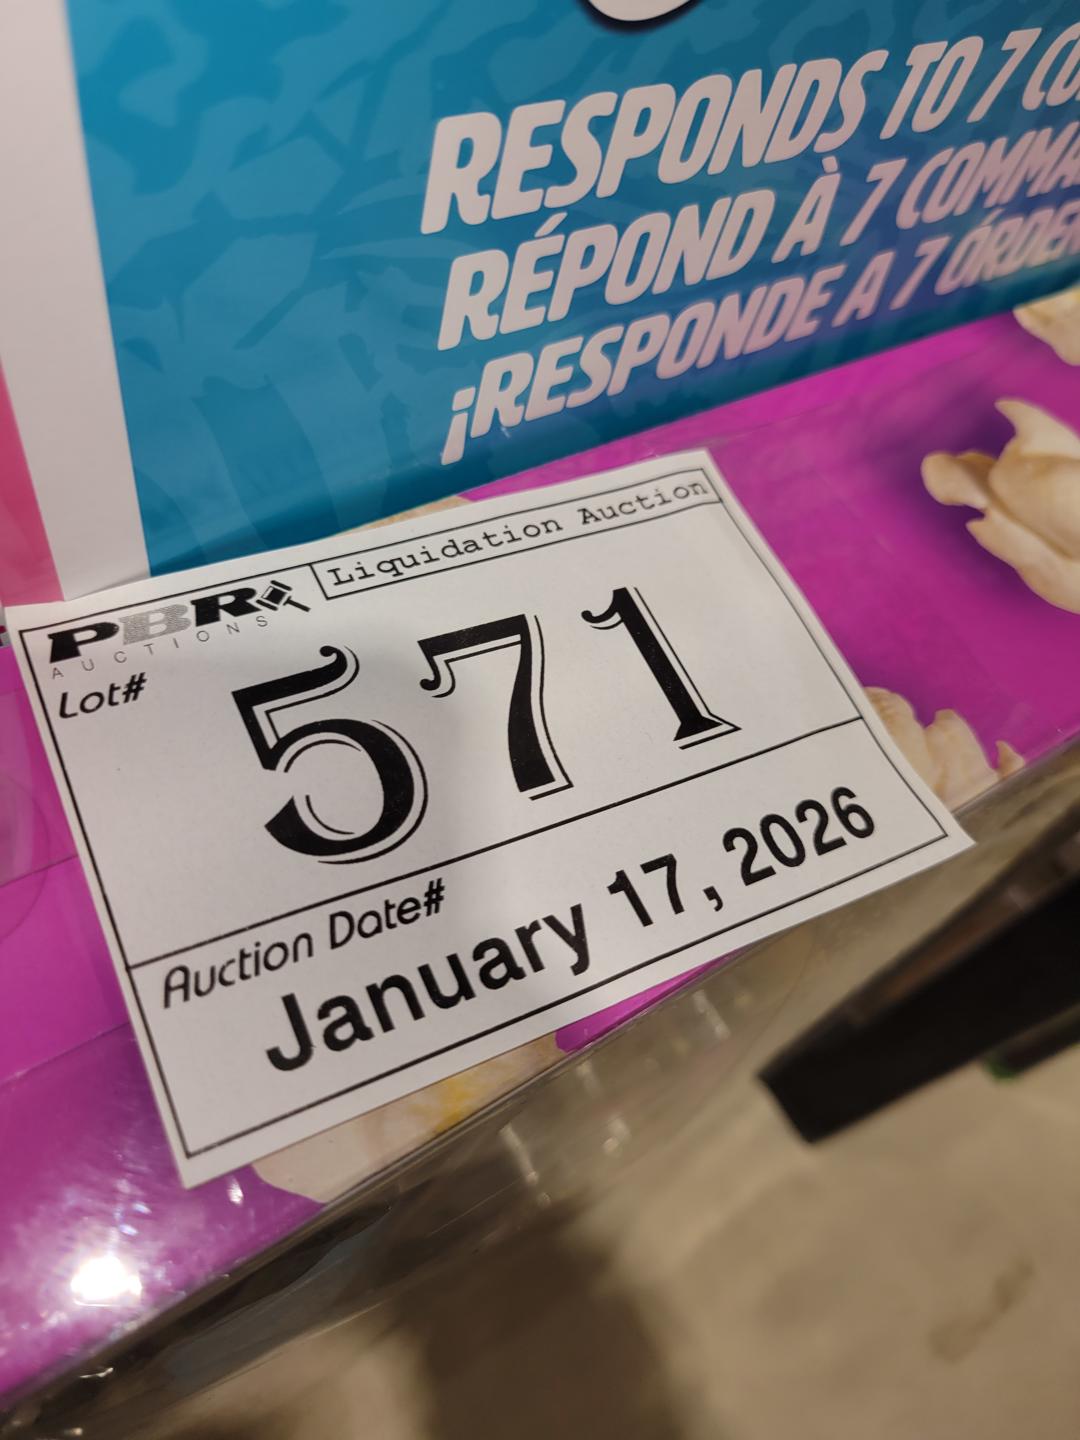 RESPONDS TO 7
RÉPOND À 7
¡RESPONDE A 7
PBR
AUCTIONS
Liquidation Auction
Lot#
571
Auction Date#
January 17, 2026